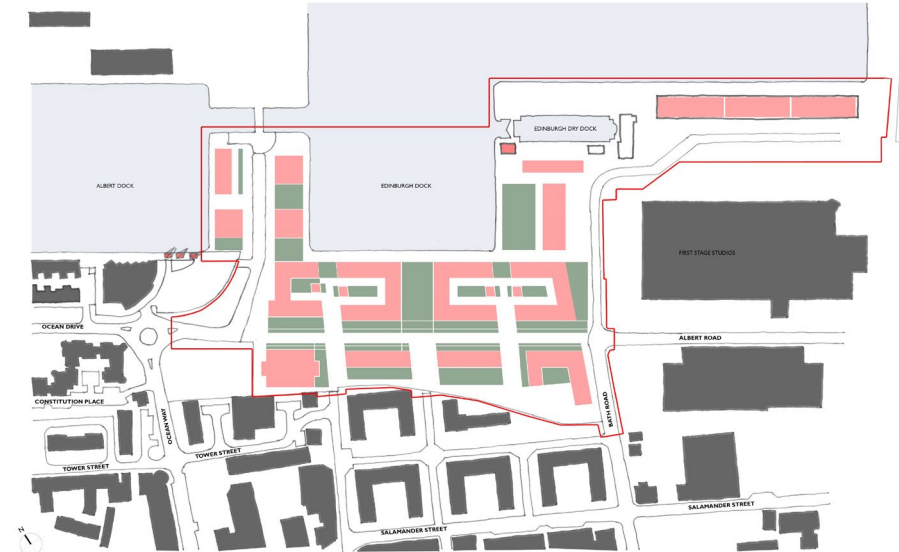 EDINBURGH DRY DOCK
ALBERT DOCK
EDINBURGH DOCK
FIRST STAGE STUDIOS
OCEAN DRIVE
ALBERT ROAD
CONSTITUTION PLACE
OCEAN WAY
BATH ROAD
TOWER STREET
TOWER STREET
SALAMANDER STREET
SALAMANDER STREET
N